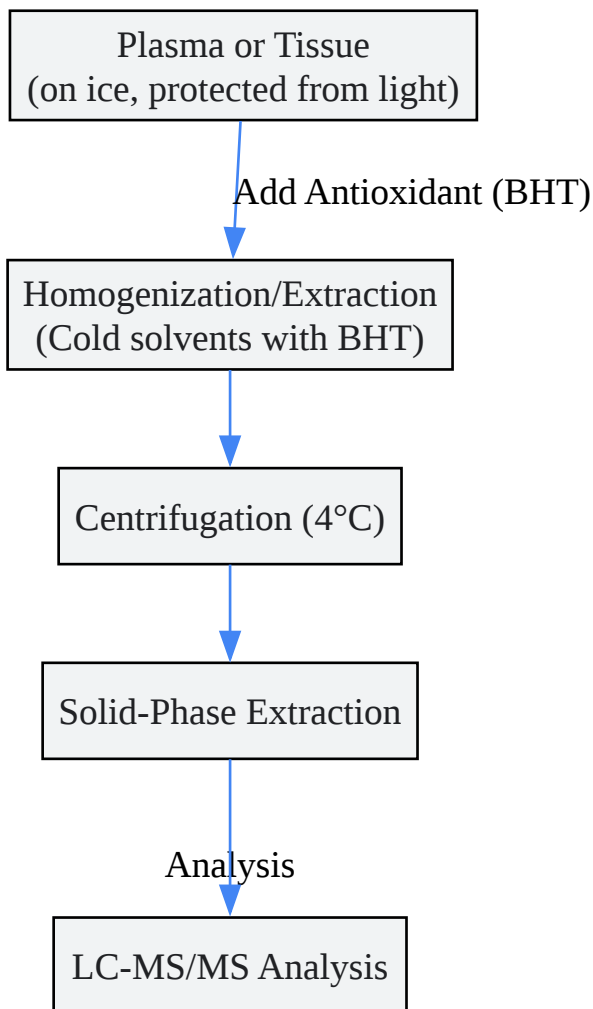 Plasma or Tissue
(on ice, protected from light)
Add Antioxidant (BHT)
Homogenization/Extraction
(Cold solvents with BHT)
Centrifugation (4°C)
Solid-Phase Extraction
Analysis
LC-MS/MS Analysis